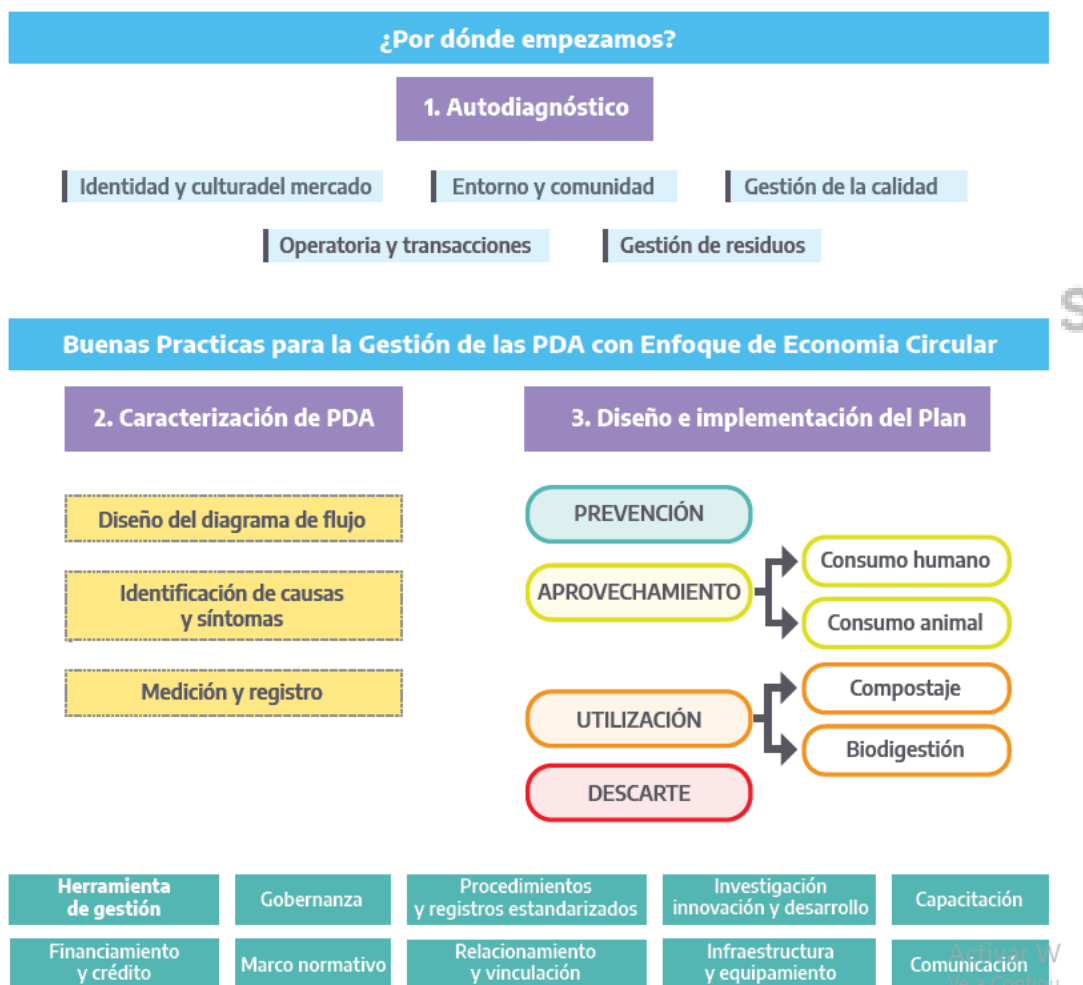 ¿Por dónde empezamos?
1. Autodiagnóstico
Identidad y culturadel mercado
Entorno y comunidad
Gestión de la calidad
Operatoria y transacciones
Gestión de residuos
S
Buenas Practicas para la Gestión de las PDA con Enfoque de Economia Circular
2. Caracterización de PDA
3. Diseño e implementación del Plan
Diseño del diagrama de flujo
Identificación de causas
y síntomas
Medición y registro
PREVENCIÓN
APROVECHAMIENTO
Consumo humano
Consumo animal
UTILIZACIÓN
Compostaje
Biodigestión
DESCARTE
Herramienta
de gestión
Gobernanza
Procedimientos
y registros estandarizados
Investigación
innovación y desarrollo
Capacitación
Financiamiento
y crédito
Marco normativo
Relacionamiento
y vinculación
Infraestructura
y equipamiento
Comunicación
Activar W